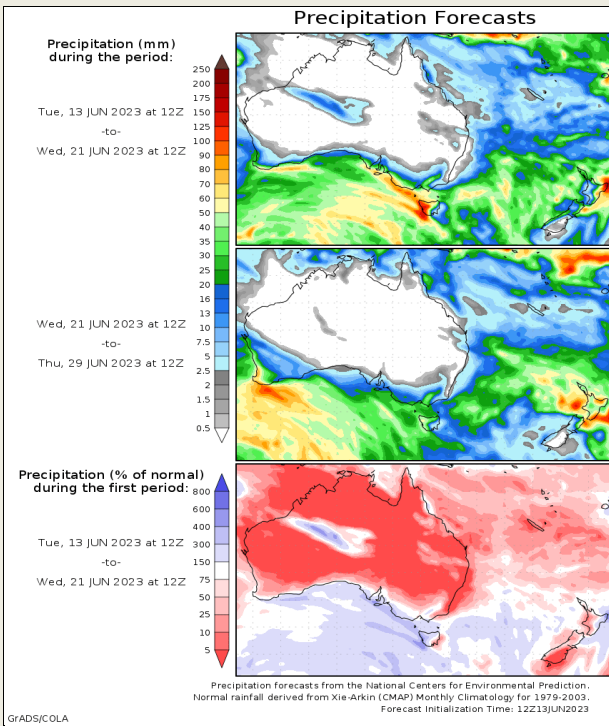 Precipitation Forecasts
Precipitation (mm)
during the period:
Tue, 13 JUN 2023 at 12Z
-to-
Wed, 21 JUN 2023 at 12Z
250
200
175
150
125
100
90
80
70
60
50
40
35
30
25
20
16
13
10
7.5
5
2.5
2
1.5
1
0.5
Wed, 21 JUN 2023 at 12Z
-to-
Thu, 29 JUN 2023 at 12Z
Precipitation (% of normal)
during the first period:
Tue, 13 JUN 2023 at 12Z
-to-
Wed, 21 JUN 2023 at 12Z
800
600
400
300
150
75
50
25
10
5
Precipitation forecasts from the National Centers for Environmental Prediction.
Normal rainfall derived from Xie-Arkin (CMAP) Monthly Climatology for 1979-2003.
Forecast Initialization Time: 12Z13JUN2023
GrADS/COLA